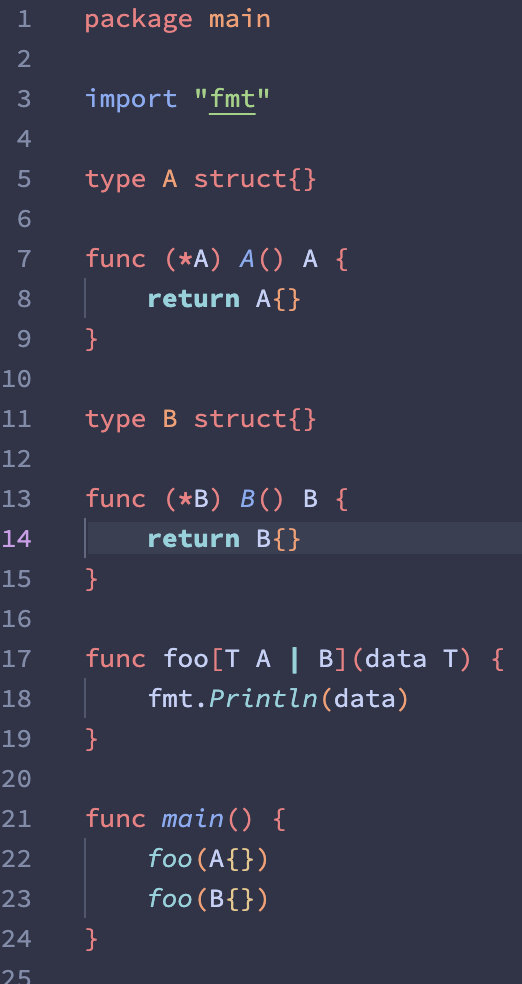 1 package main
2
3 import "fmt"
4
5 type A struct{}
6
7 func (*A) A() A {
8     return A{}
9 }
10
11 type B struct{}
12
13 func (*B) B() B {
14     return B{}
15 }
16
17 func foo[T A | B](data T) {
18     fmt.Println(data)
19 }
20
21 func main() {
22     foo(A{})
23     foo(B{})
24 }
25